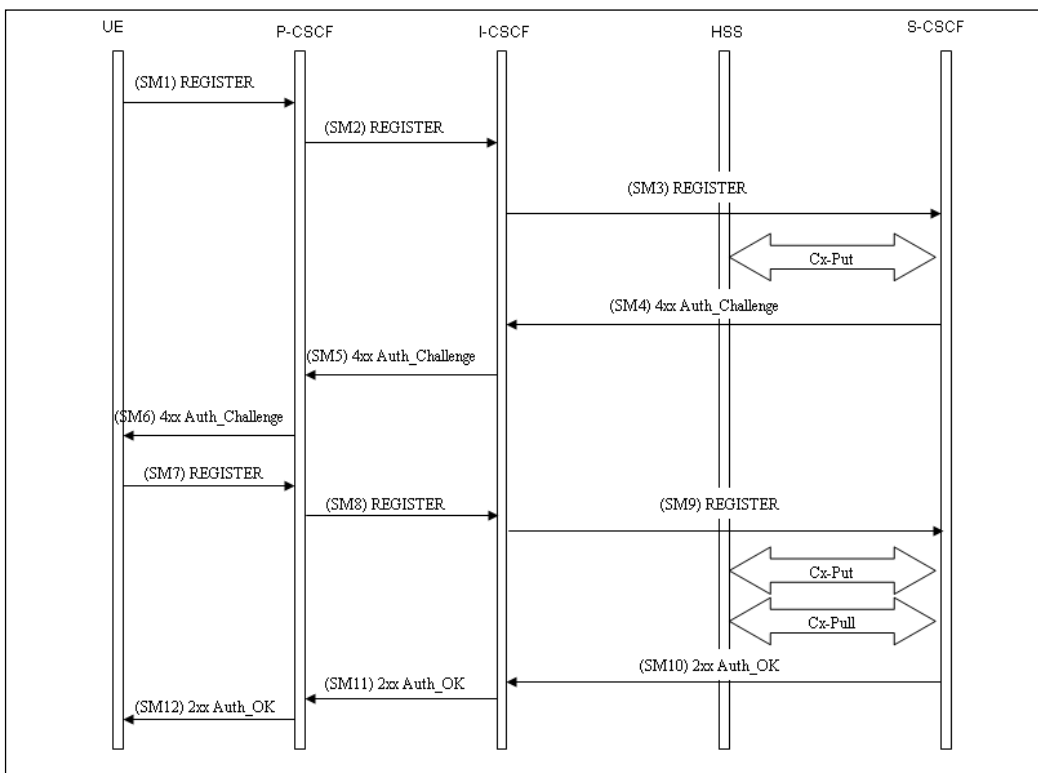 UE
P-CSCF
I-CSCF
HSS
S-CSCF
(SM1) REGISTER
(SM2) REGISTER
(SM3) REGISTER
Cx-Put
(SM4) 4xx Auth_Challenge
(SM5) 4xx Auth_Challenge
(SM6) 4xx Auth_Challenge
(SM7) REGISTER
(SM8) REGISTER
(SM9) REGISTER
Cx-Put
Cx-Pull
(SM10) 2xx Auth_OK
(SM11) 2xx Auth_OK
(SM12) 2xx Auth_OK